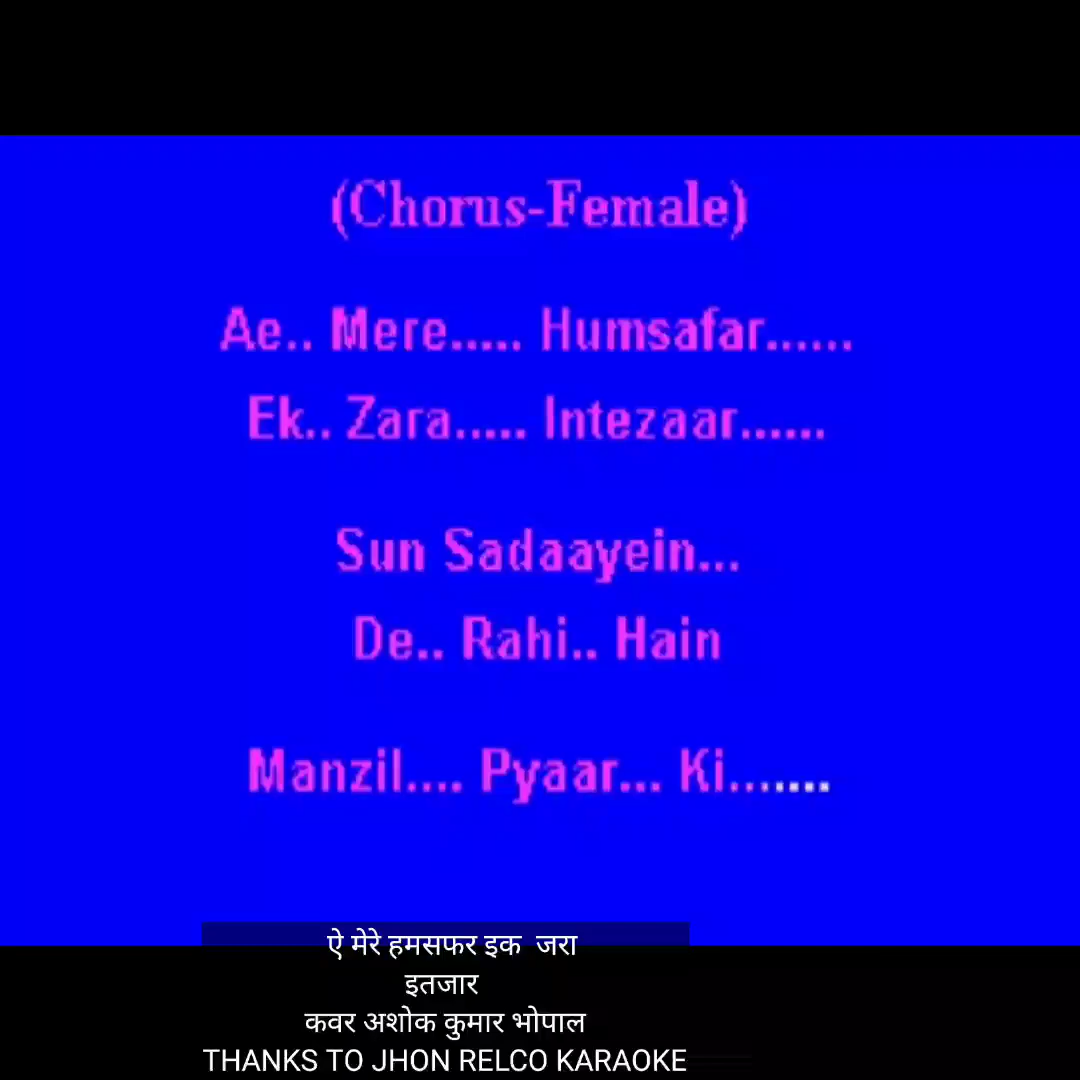 (Chorus-Female)
Ae.. Mere..... Humsafar......
Ek.. Zara..... Intezaar......
Sun Sadaayein...
De.. Rahi.. Hain
Manzil.... Pyaar... Ki.......
ऐ मेरे हमसफर इक  जरा
इतजार
कवर अशोक कुमार भोपाल
THANKS TO JHON RELCO KARAOKE